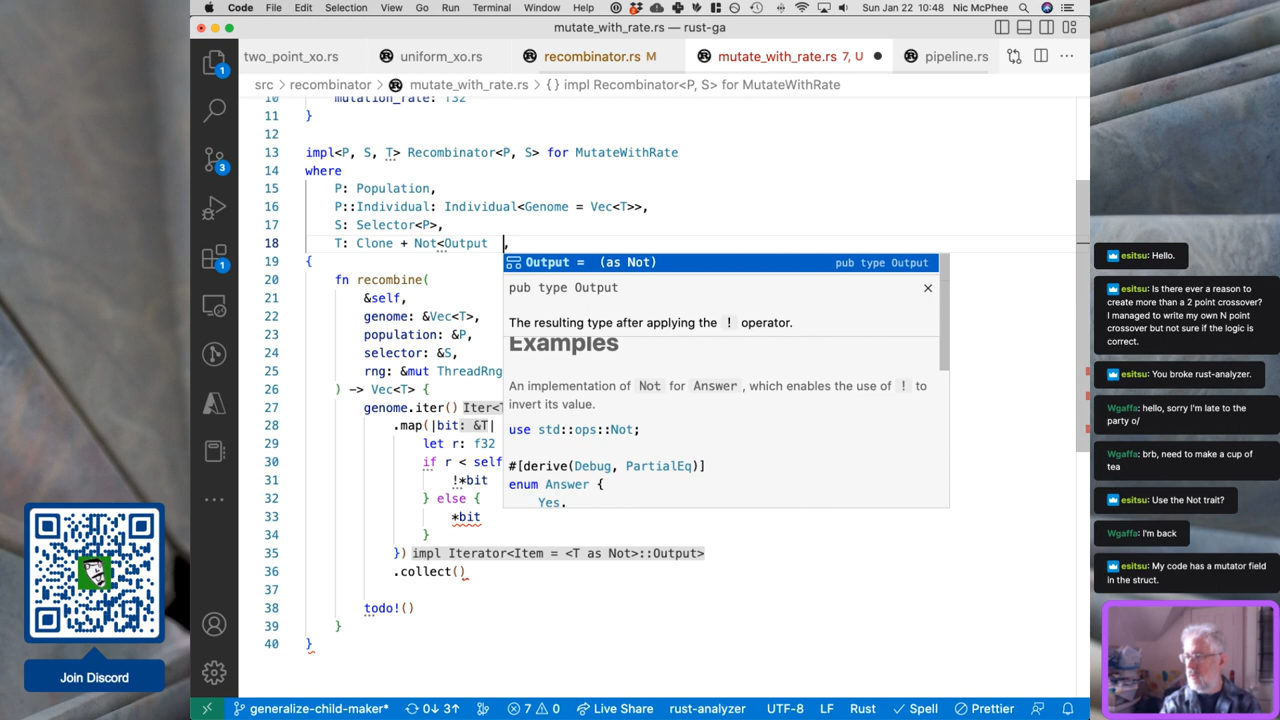 Code File Edit Selection View Go Run Terminal Window Help Sun Jan 22 10:48 Nic McPhee
mutate_with_rate.rs — rust-ga
two_point_xo.rs uniform_xo.rs recombinator.rs M mutate_with_rate.rs 7, U pipeline.rs
src > recombinator > mutate_with_rate.rs > { } impl Recombinator<P, S> for MutateWithRate
10 mutation_rate: f32
11 }
12
13 impl<P, S, T> Recombinator<P, S> for MutateWithRate
14 where
15 P: Population,
16 P::Individual: Individual<Genome = Vec<T>>,
17 S: Selector<P>,
18 T: Clone + Not<Output ,
19 {
20 fn recombine(
21 &self,
22 genome: &Vec<T>,
23 population: &P,
24 selector: &S,
25 rng: &mut ThreadRng
26 ) -> Vec<T> {
27 genome.iter() Iter<T
28 .map(|bit: &T|
29 let r: f32
30 if r < self
31 !*bit
32 } else {
33 *bit
34 }
35 }) impl Iterator<Item = <T as Not>::Output>
36 .collect()
37
38 todo!()
39 }
40 }
Output = (as Not) pub type Output
pub type Output
The resulting type after applying the ! operator.
Examples
An implementation of Not for Answer , which enables the use of ! to
invert its value.
use std::ops::Not;
#[derive(Debug, PartialEq)]
enum Answer {
Yes,
esitsu: Hello.
esitsu: Is there ever a reason to
create more than a 2 point crossover?
I managed to write my own N point
crossover but not sure if the logic is
correct.
esitsu: You broke rust-analyzer.
Wgaffa: hello, sorry I'm late to the
party o/
Wgaffa: brb, need to make a cup of
tea
esitsu: Use the Not trait?
Wgaffa: I'm back
esitsu: My code has a mutator field
in the struct.
1
3
1
Join Discord
generalize-child-maker* 0↓ 3↑ 7 0 Live Share rust-analyzer UTF-8 LF Rust Spell Prettier